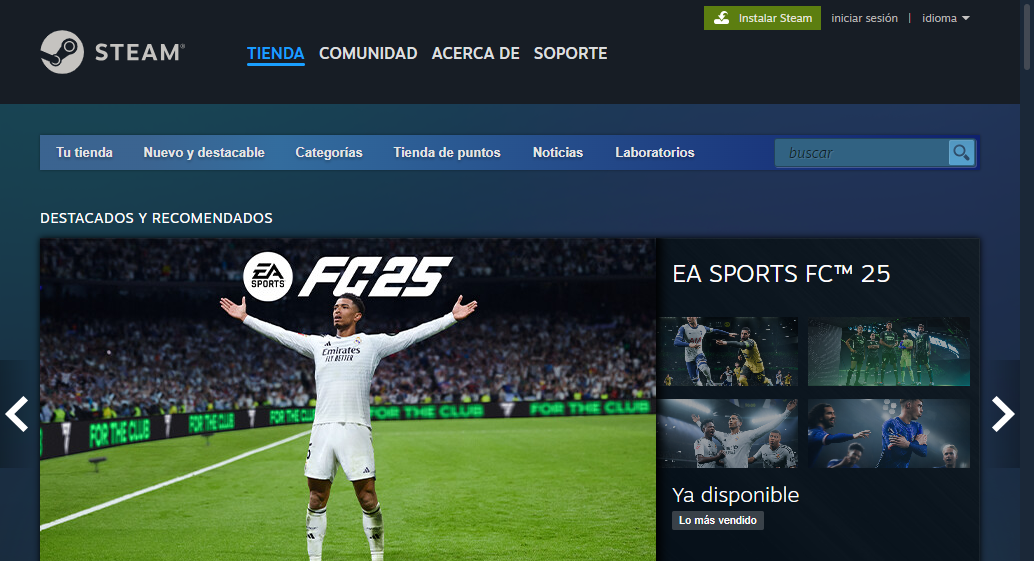 Instalar Steam
iniciar sesión | idioma
STEAM®
TIENDA COMUNIDAD ACERCA DE SOPORTE
Tu tienda Nuevo y destacable Categorías Tienda de puntos Noticias Laboratorios
buscar
DESTACADOS Y RECOMENDADOS
EA SPORTS FC25
EA SPORTS FC™ 25
Emirates
FLY BETTER
FOR THE CLUB FOR THE CLUB FOR THE CLUB FOR THE CLUB
Ya disponible
Lo más vendido